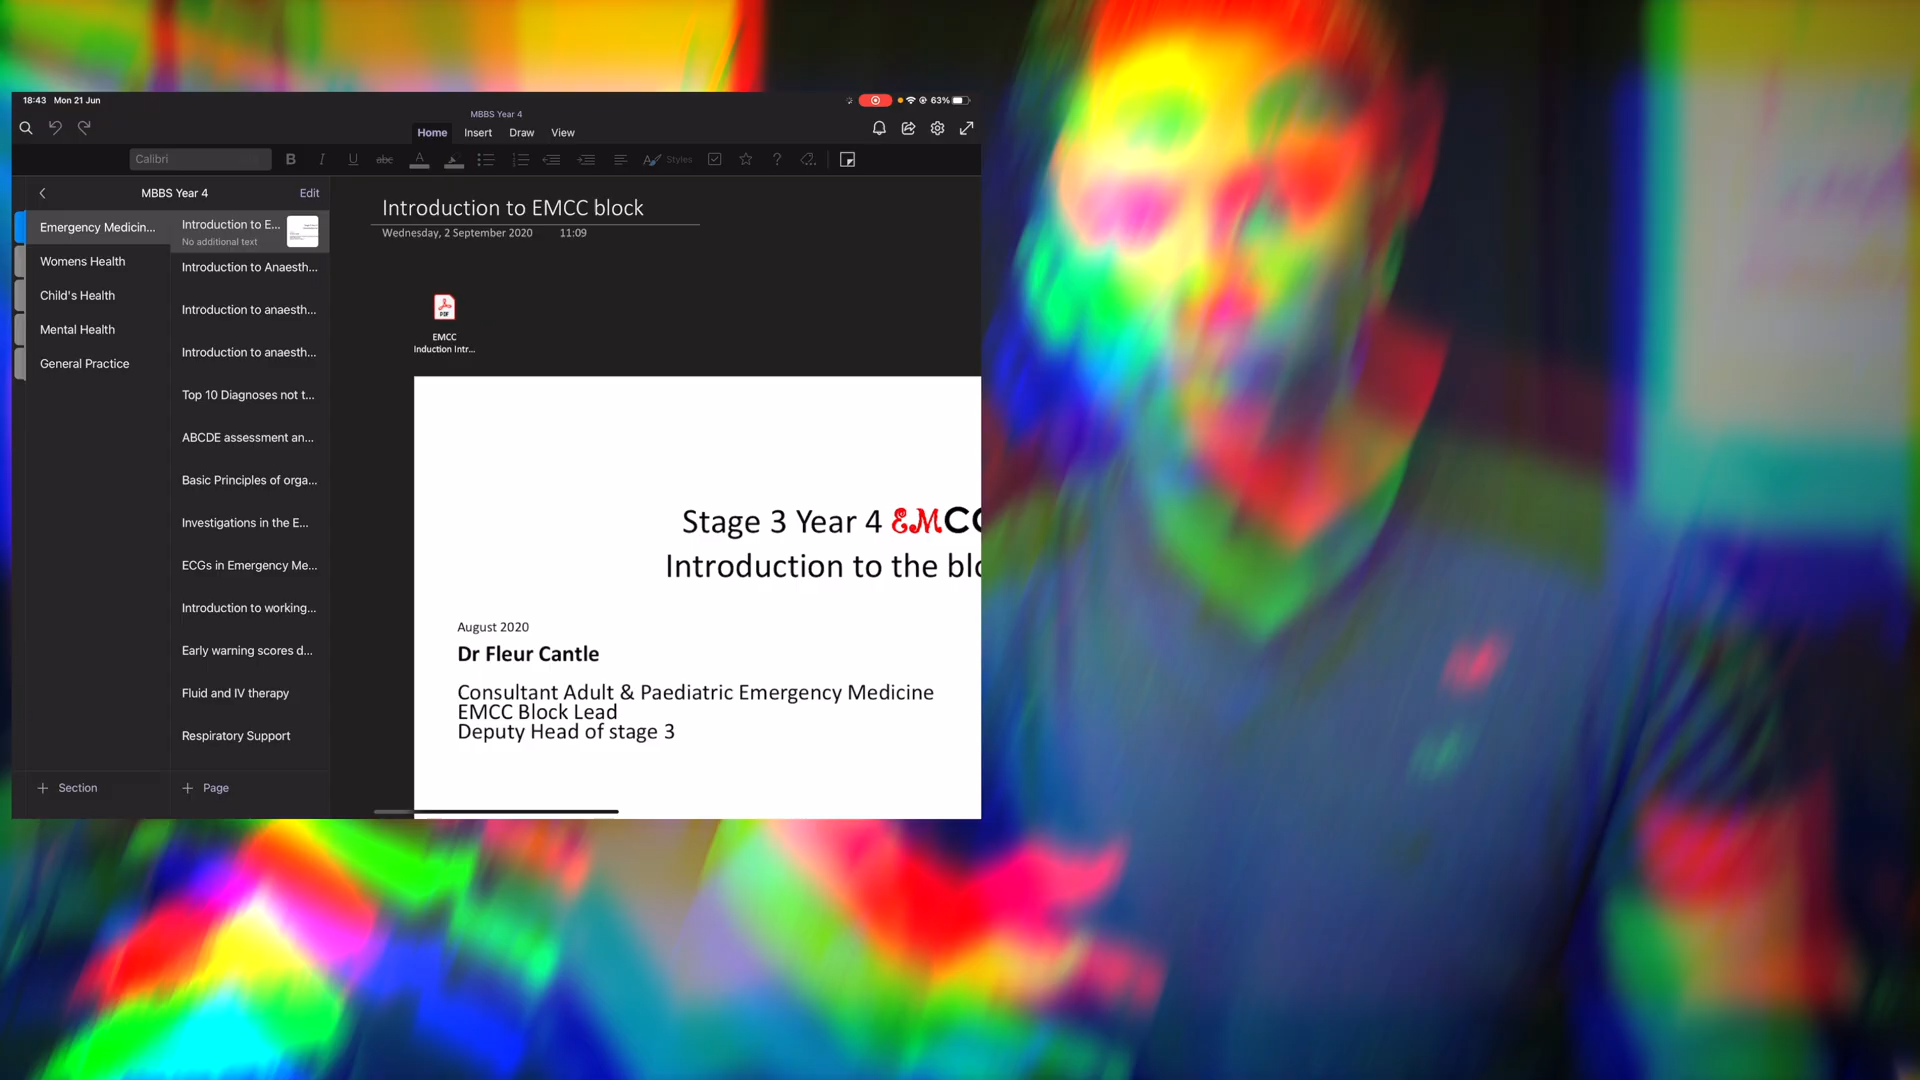 18:43 Mon 21 Jun
63%
MBBS Year 4
Home Insert Draw View
Calibri
B I U abc A Styles
MBBS Year 4 Edit
Emergency Medicin...
Womens Health
Child's Health
Mental Health
General Practice
Introduction to E...
No additional text
Introduction to Anaesth...
Introduction to anaesth...
Introduction to anaesth...
Top 10 Diagnoses not t...
ABCDE assessment an...
Basic Principles of orga...
Investigations in the E...
ECGs in Emergency Me...
Introduction to working...
Early warning scores d...
Fluid and IV therapy
Respiratory Support
+ Section
+ Page
Introduction to EMCC block
Wednesday, 2 September 2020 11:09
PDF
EMCC
Induction Intr...
Stage 3 Year 4 EMCC
Introduction to the blo
August 2020
Dr Fleur Cantle
Consultant Adult & Paediatric Emergency Medicine
EMCC Block Lead
Deputy Head of stage 3